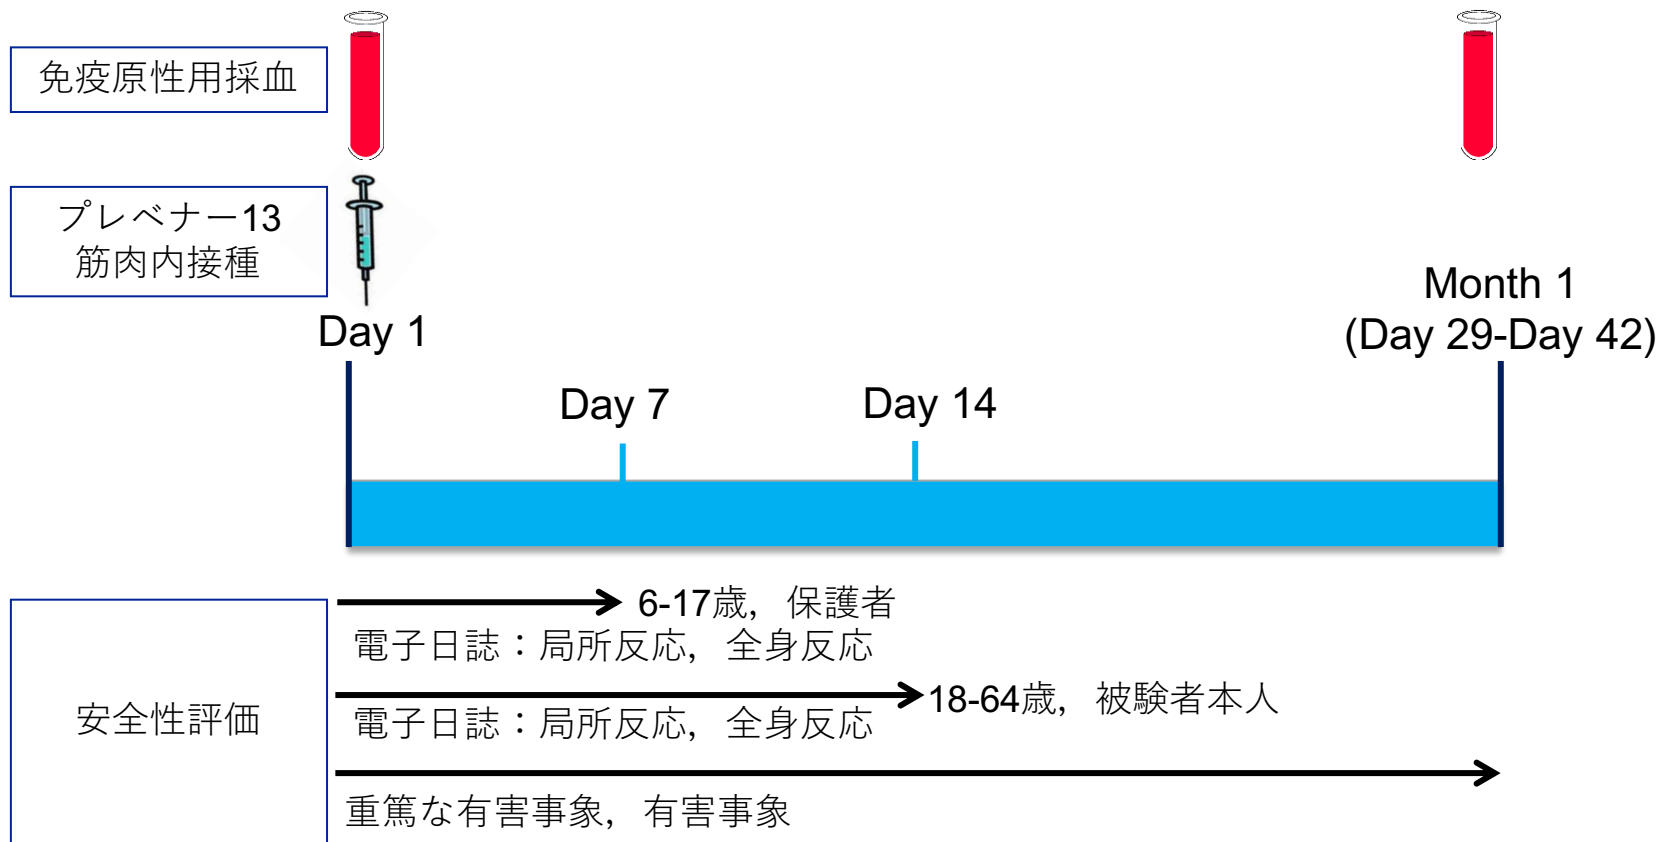 免疫原性用採血
プレベナー13
筋肉内接種
Day 1
Month 1
(Day 29-Day 42)
Day 7
Day 14
安全性評価
6-17歳，保護者
電子日誌：局所反応，全身反応
18-64歳，被験者本人
電子日誌：局所反応，全身反応
重篤な有害事象，有害事象